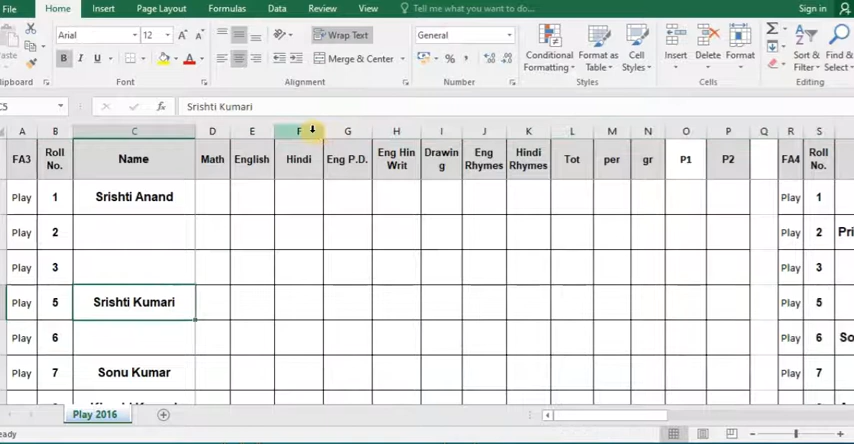 File Home Insert Page Layout Formulas Data Review View Tell me what you want to do... Sign in
Arial 12 A A Wrap Text General Σ A Z
B I U A Merge & Center % , Conditional Formatting Format as Table Cell Styles Insert Delete Format Sort & Filter Find & Select
Font Alignment Number Styles Cells Editing
C5 fx Srishti Kumari
A B C D E F G H I J K L M N O P Q R S
FA3 Roll No. Name Math English Hindi Eng P.D. Eng Hin Writ Drawin g Eng Rhymes Hindi Rhymes Tot per gr P1 P2 FA4 Roll No.
Play 1 Srishti Anand Play 1
Play 2 Play 2 Pri
Play 3 Play 3
Play 5 Srishti Kumari Play 5
Play 6 Play 6 So
Play 7 Sonu Kumar Play 7
Play 2016